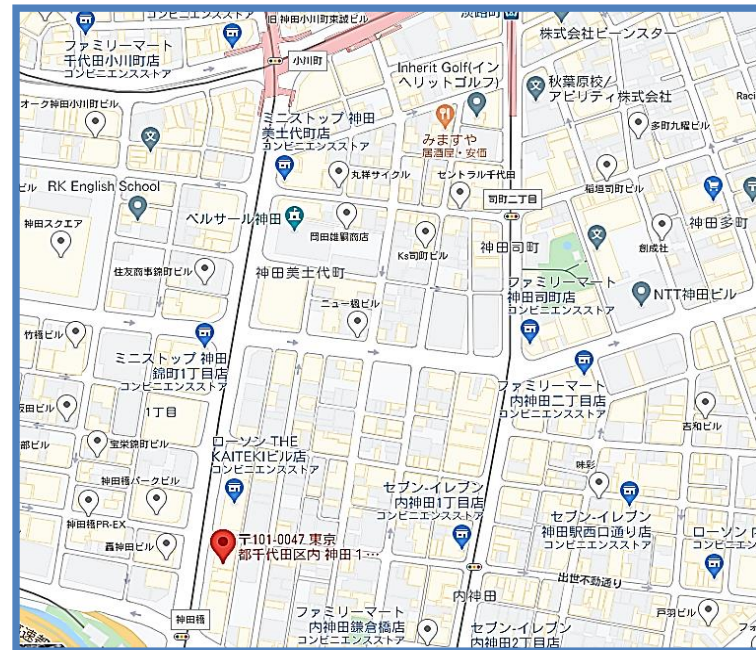 旧 神田小川町東誠ビル
淡路町
ファミリーマート
千代田小川町店
コンビニエンスストア
小川町
株式会社ビーンスター
Inherit Golf(イン
ヘリットゴルフ)
秋葉原校/
アビリティ株式会社
オーク神田小川町ビル
ミニストップ 神田
美土代町店
コンビニエンスストア
みますや
居酒屋・安価
多町九曜ビル
Raci
ビル
RK English School
丸祥サイクル
セントラル千代田
稲垣司町ビル
司町二丁目
神田スクエア
ベルサール神田
岡田雄嗣商店
Ks司町ビル
神田司町
神田多町
創成社
住友商事錦町ビル
神田美土代町
ファミリーマート
神田司町店
コンビニエンスストア
NTT神田ビル
ニュー楓ビル
竹橋ビル
ミニストップ 神田
錦町1丁目店
コンビニエンスストア
ファミリーマート
内神田二丁目店
コンビニエンスストア
1丁目
吉和ビル
宝栄錦町ビル
ローソン THE
KAITEKIビル店
コンビニエンスストア
味彩
神田橋パークビル
セブン-イレブン
内神田1丁目店
コンビニエンスストア
セブン-イレブン
神田駅西口通り店
コンビニエンスストア
神田橋PR-EX
轟神田ビル
〒101-0047 東京
都千代田区内 神田1…
ローソン 内
コンビニエン
出世不動通り
内神田
神田橋
ファミリーマート
内神田鎌倉橋店
コンビニエンスストア
セブン-イレブン
内神田2丁目店
戸羽ビル